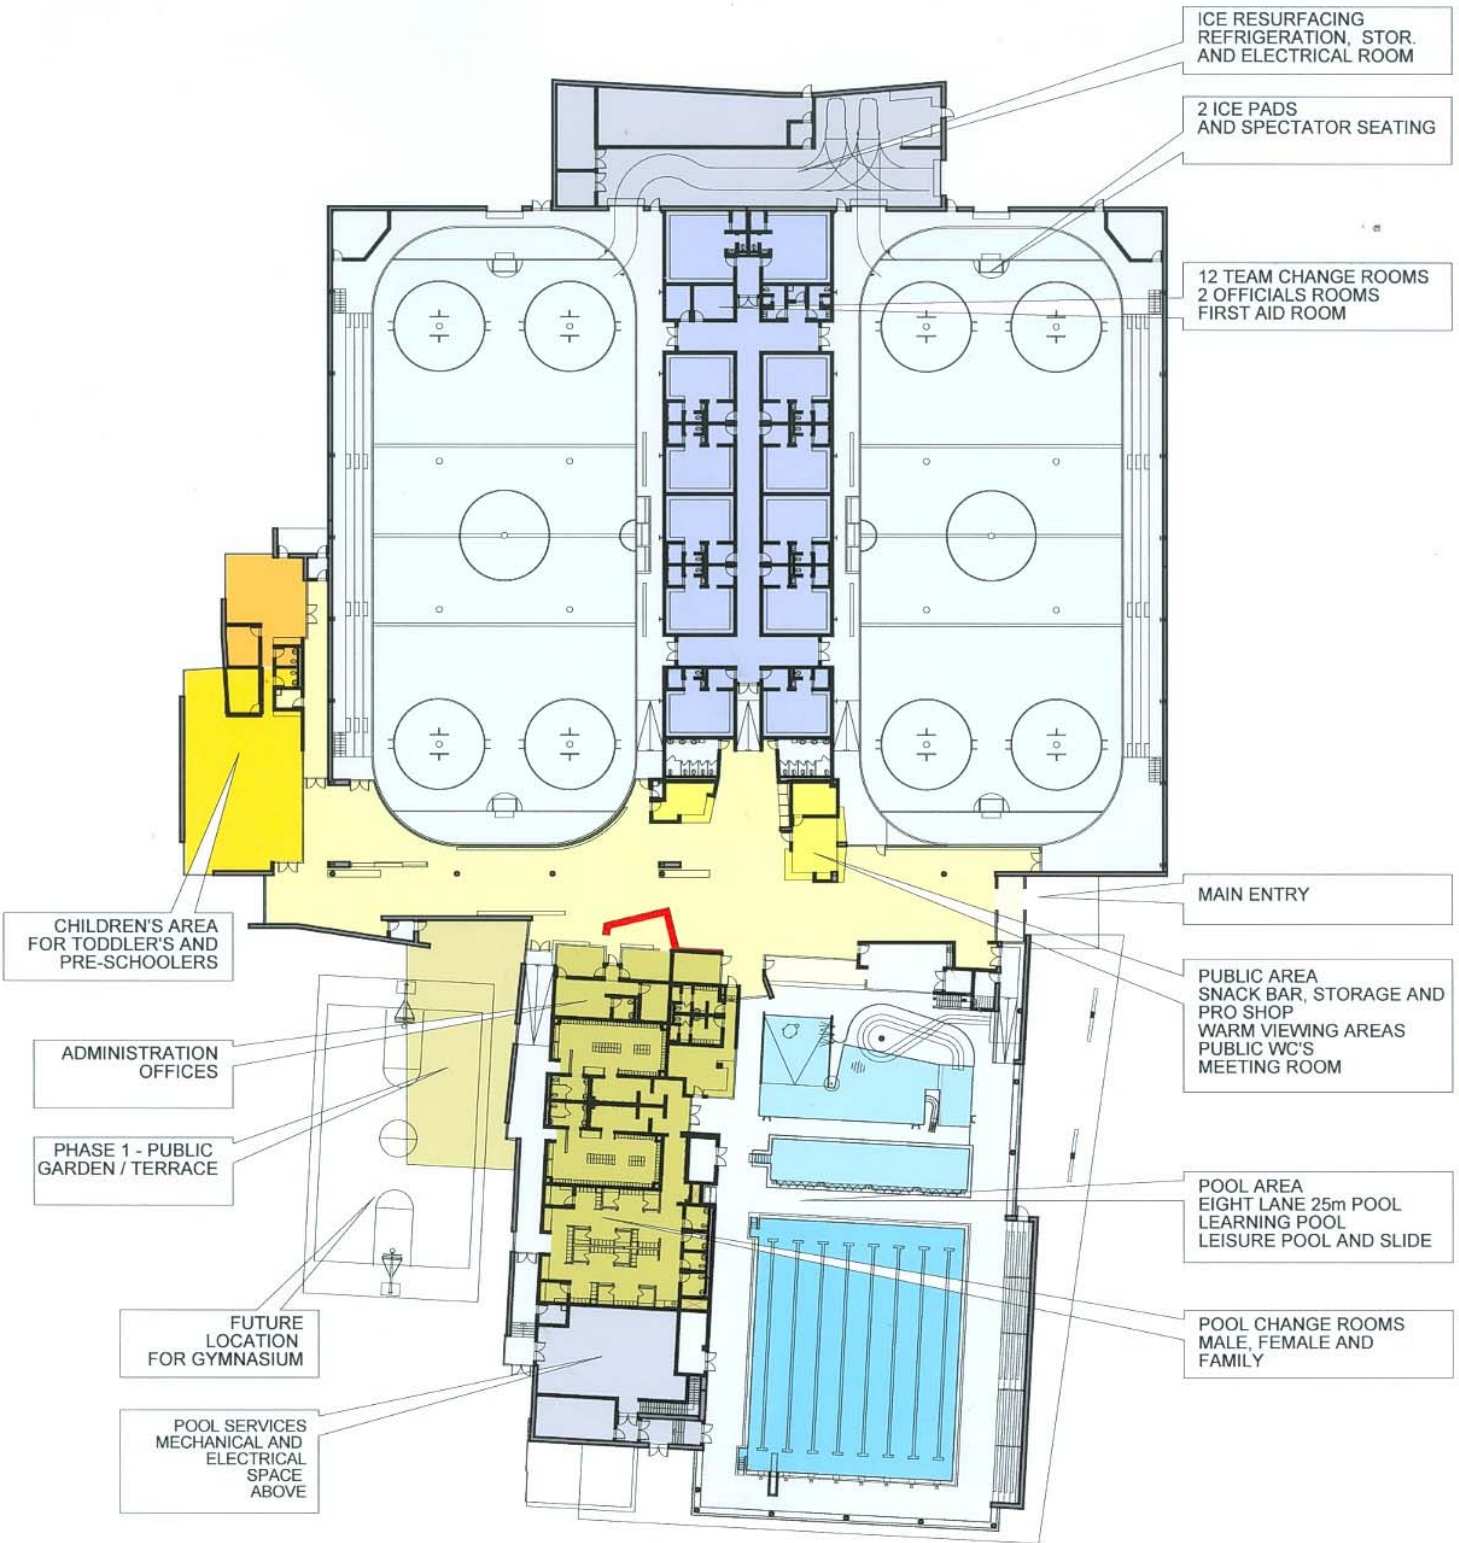 ICE RESURFACING
REFRIGERATION, STOR.
AND ELECTRICAL ROOM
2 ICE PADS
AND SPECTATOR SEATING
12 TEAM CHANGE ROOMS
2 OFFICIALS ROOMS
FIRST AID ROOM
MAIN ENTRY
CHILDREN'S AREA
FOR TODDLER'S AND
PRE-SCHOOLERS
PUBLIC AREA
SNACK BAR, STORAGE AND
PRO SHOP
WARM VIEWING AREAS
PUBLIC WC'S
MEETING ROOM
ADMINISTRATION
OFFICES
PHASE 1 - PUBLIC
GARDEN / TERRACE
POOL AREA
EIGHT LANE 25m POOL
LEARNING POOL
LEISURE POOL AND SLIDE
FUTURE
LOCATION
FOR GYMNASIUM
POOL CHANGE ROOMS
MALE, FEMALE AND
FAMILY
POOL SERVICES
MECHANICAL AND
ELECTRICAL
SPACE
ABOVE